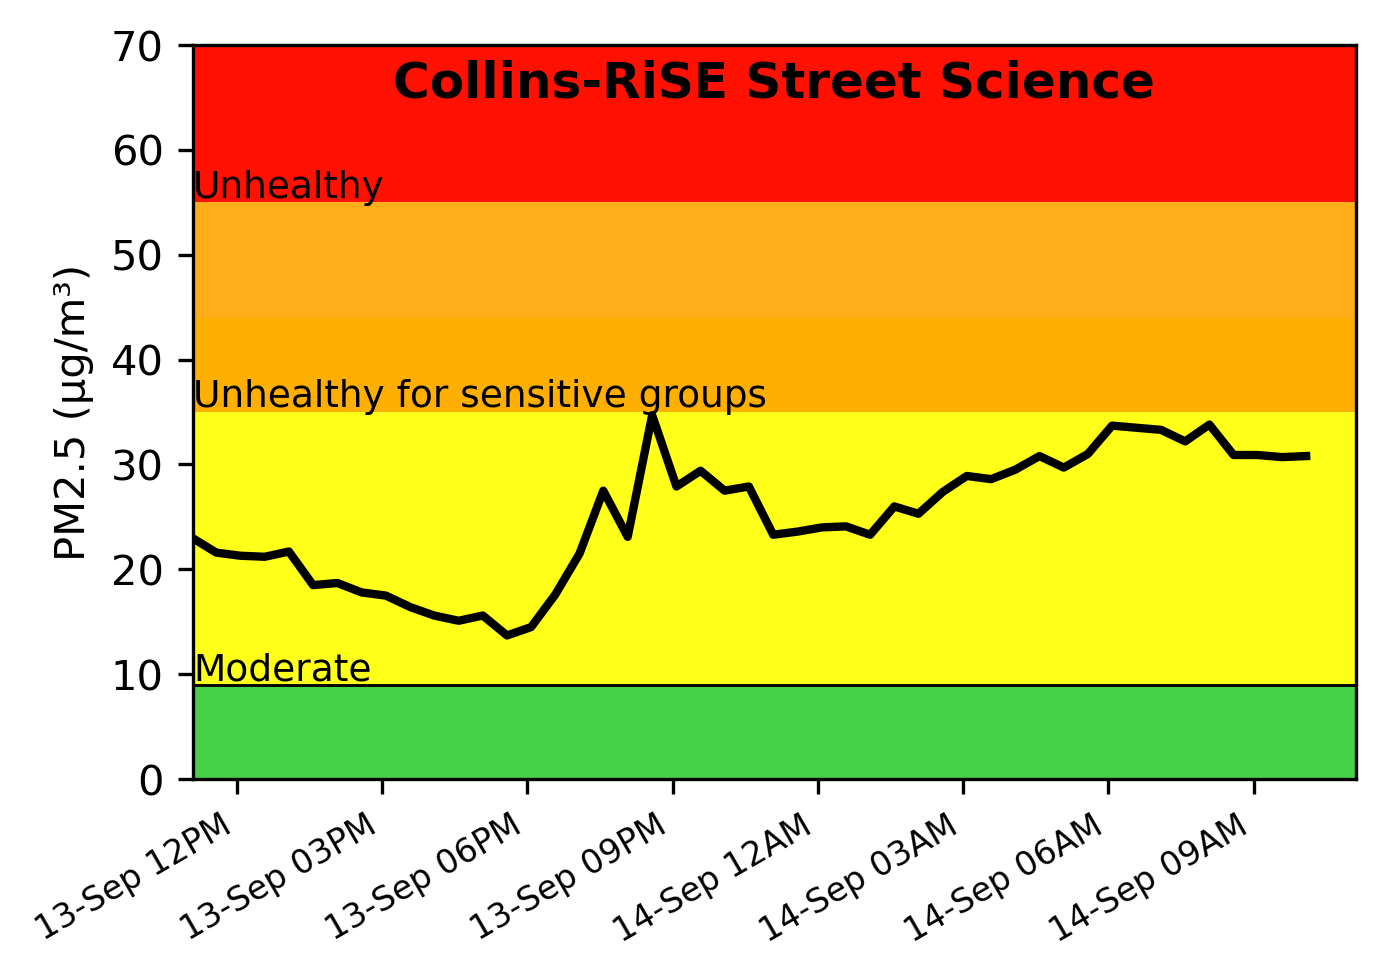 Collins-RiSE Street Science
70
60
Unhealthy
50
40
Unhealthy for sensitive groups
30
20
Moderate
10
0
PM2.5 (µg/m³)
13-Sep 12PM
13-Sep 03PM
13-Sep 06PM
13-Sep 09PM
14-Sep 12AM
14-Sep 03AM
14-Sep 06AM
14-Sep 09AM